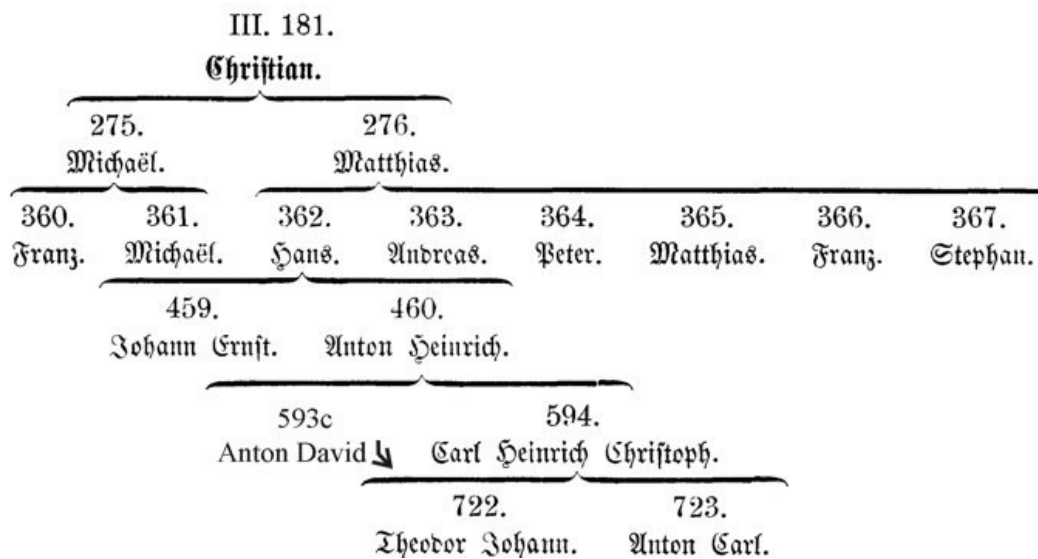 III. 181.
Christian.
275. 276.
Michaël. Matthias.
360. 361. 362. 363. 364. 365. 366. 367.
Franz. Michaël. Hans. Andreas. Peter. Matthias. Franz. Stephan.
459. 460.
Johann Ernst. Anton Heinrich.
593c 594.
Anton David Carl Heinrich Christoph.
722. 723.
Theodor Johann. Anton Carl.